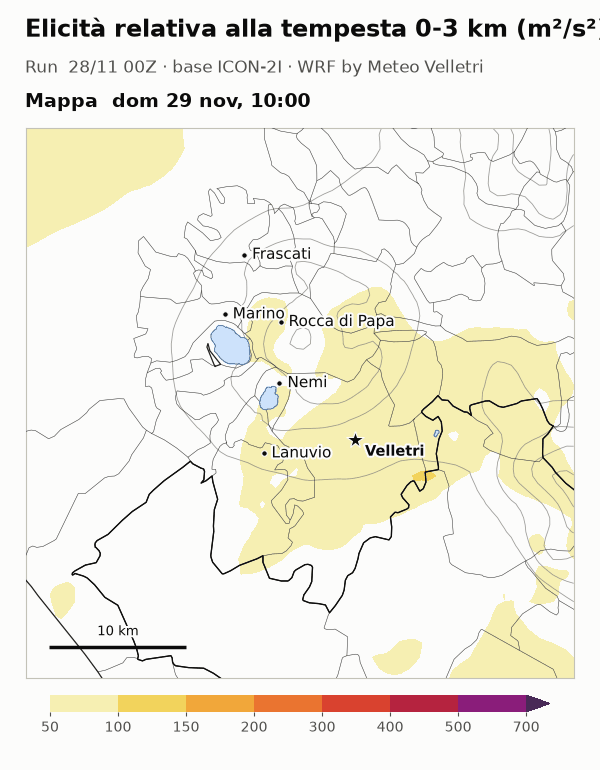 Elicità relativa alla tempesta 0-3 km (m²/s²)
Run 28/11 00Z · base ICON-2I · WRF by Meteo Velletri
Mappa dom 29 nov, 10:00
Frascati
Marino
Rocca di Papa
Nemi
Velletri
Lanuvio
10 km
50 100 150 200 300 400 500 700